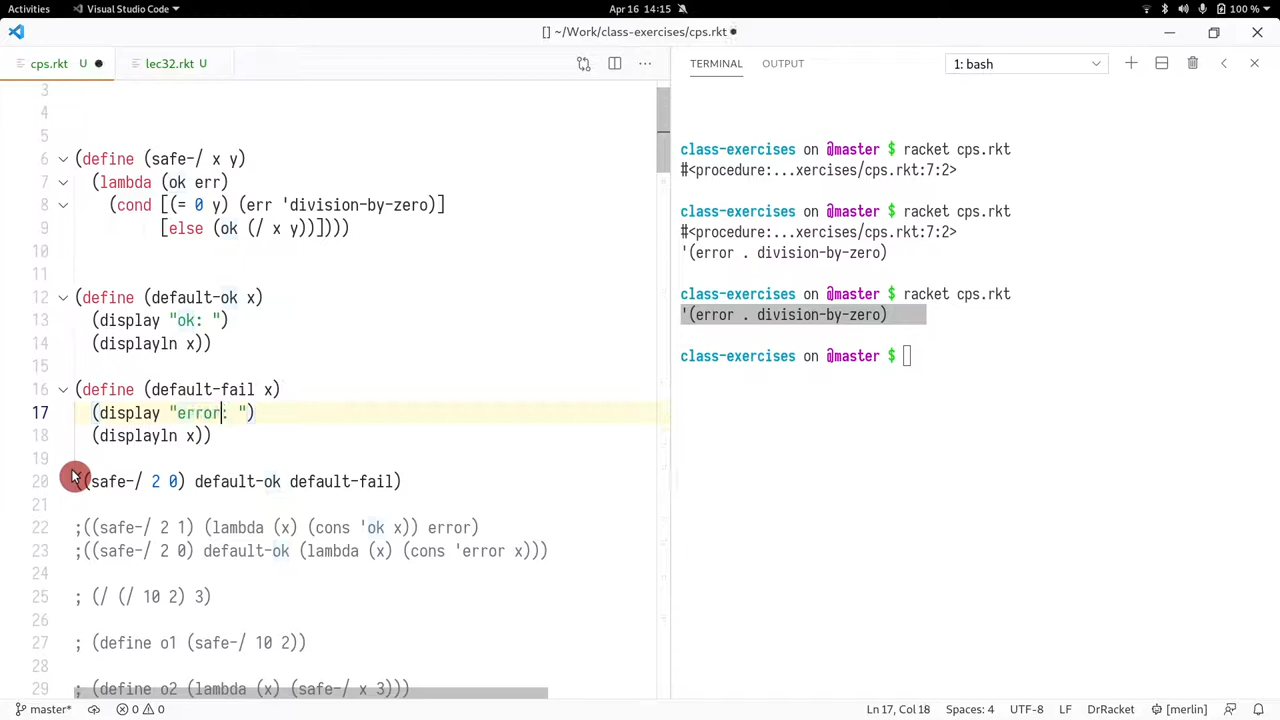 Activities
Visual Studio Code
Apr 16 14:15
100 %
[] ~/Work/class-exercises/cps.rkt
cps.rkt U
lec32.rkt U
3
4
5
6 (define (safe-/ x y)
7 (lambda (ok err)
8 (cond [(= 0 y) (err 'division-by-zero)]
9 [else (ok (/ x y))])))
10
11
12 (define (default-ok x)
13 (display "ok: ")
14 (displayln x))
15
16 (define (default-fail x)
17 (display "error: ")
18 (displayln x))
19
20 ((safe-/ 2 0) default-ok default-fail)
21
22 ;((safe-/ 2 1) (lambda (x) (cons 'ok x)) error)
23 ;((safe-/ 2 0) default-ok (lambda (x) (cons 'error x)))
24
25 ; (/ (/ 10 2) 3)
26
27 ; (define o1 (safe-/ 10 2))
28
29 ; (define o2 (lambda (x) (safe-/ x 3)))
TERMINAL OUTPUT
1: bash
class-exercises on @master $ racket cps.rkt
#<procedure:...xercises/cps.rkt:7:2>
class-exercises on @master $ racket cps.rkt
#<procedure:...xercises/cps.rkt:7:2>
'(error . division-by-zero)
class-exercises on @master $ racket cps.rkt
'(error . division-by-zero)
class-exercises on @master $
master* 0 0
Ln 17, Col 18
Spaces: 4
UTF-8
LF
DrRacket
[merlin]